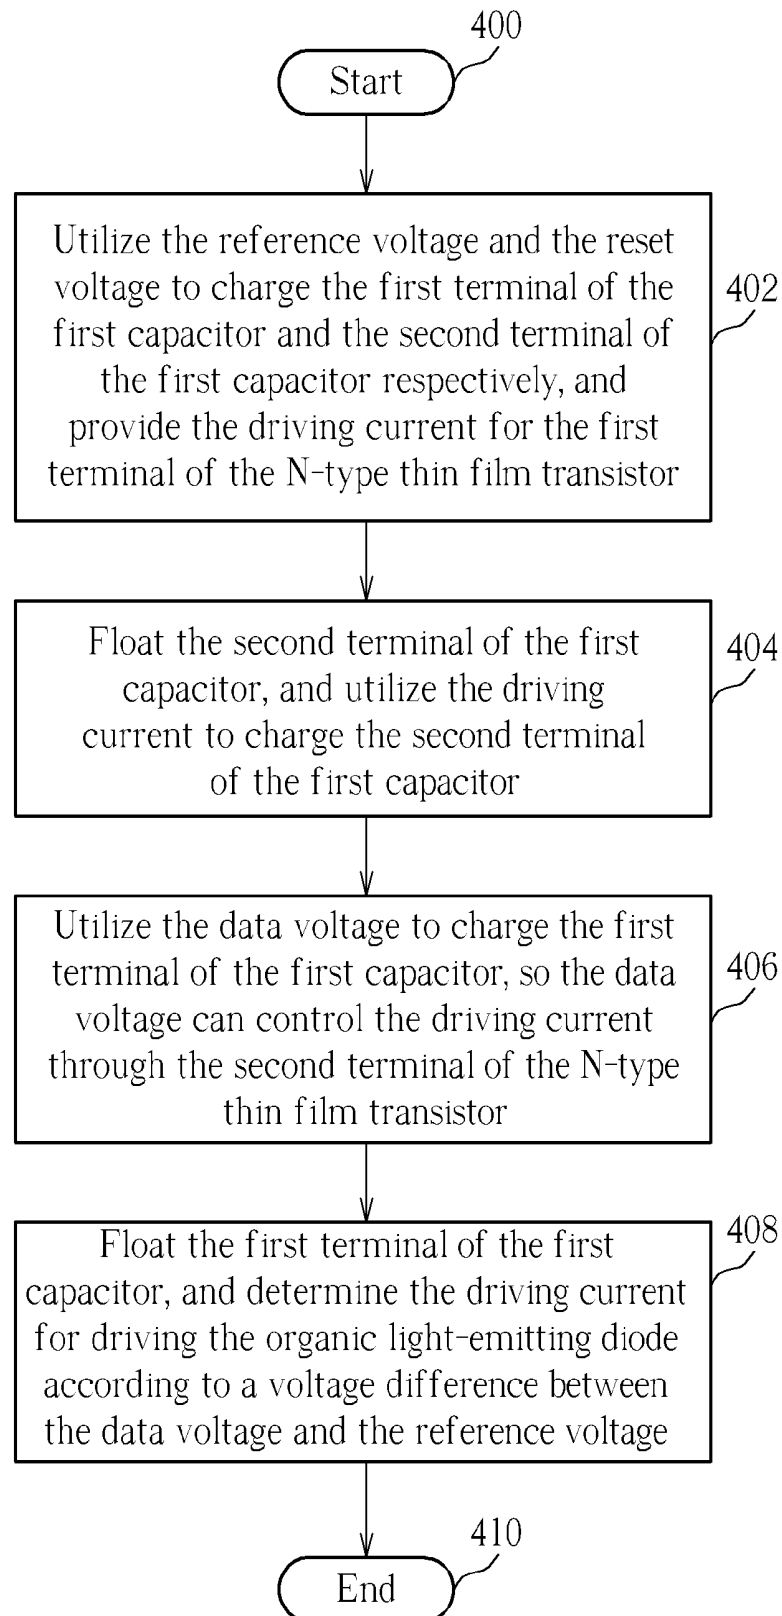 400
Start
Utilize the reference voltage and the reset
voltage to charge the first terminal of the
first capacitor and the second terminal of
the first capacitor respectively, and
provide the driving current for the first
terminal of the N-type thin film transistor
402
Float the second terminal of the first
capacitor, and utilize the driving
current to charge the second terminal
of the first capacitor
404
Utilize the data voltage to charge the first
terminal of the first capacitor, so the data
voltage can control the driving current
through the second terminal of the N-type
thin film transistor
406
Float the first terminal of the first
capacitor, and determine the driving current
for driving the organic light-emitting diode
according to a voltage difference between
the data voltage and the reference voltage
408
410
End